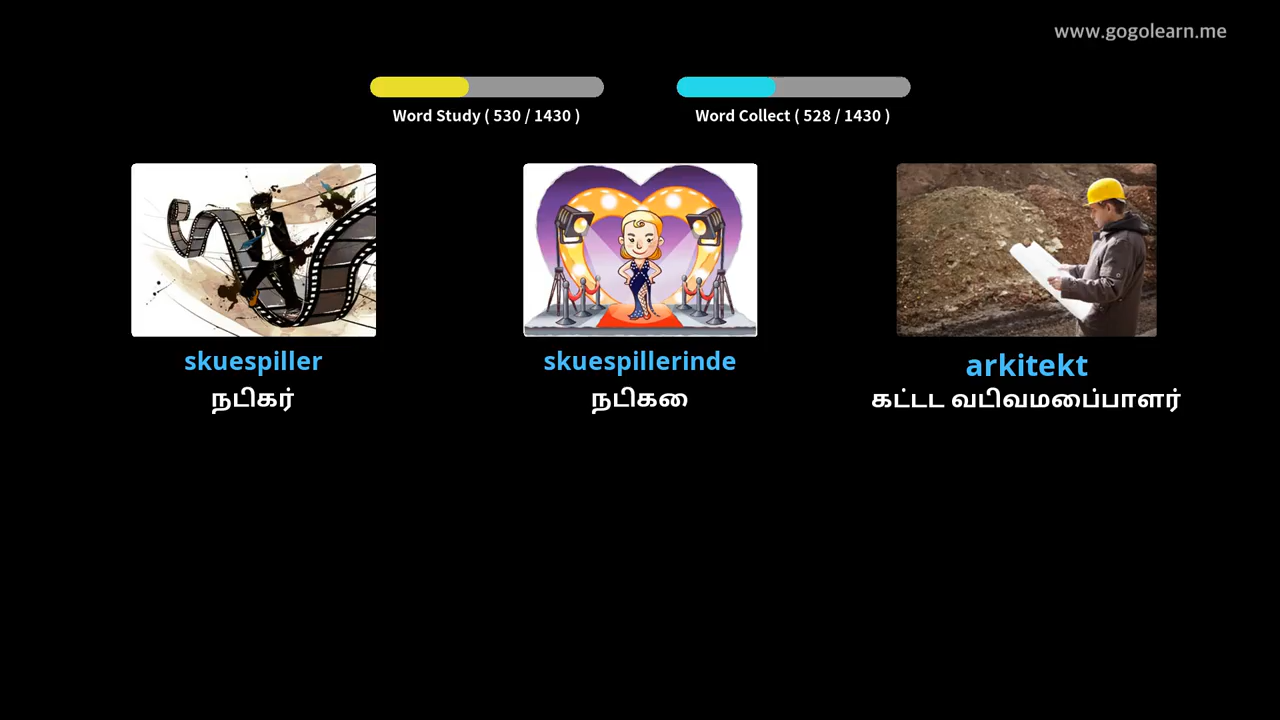 www.gogolearn.me
Word Study ( 530 / 1430 )
Word Collect ( 528 / 1430 )
skuespiller
நடிகர்
skuespillerinde
நடிகை
arkitekt
கட்டட வடிவமைப்பாளர்